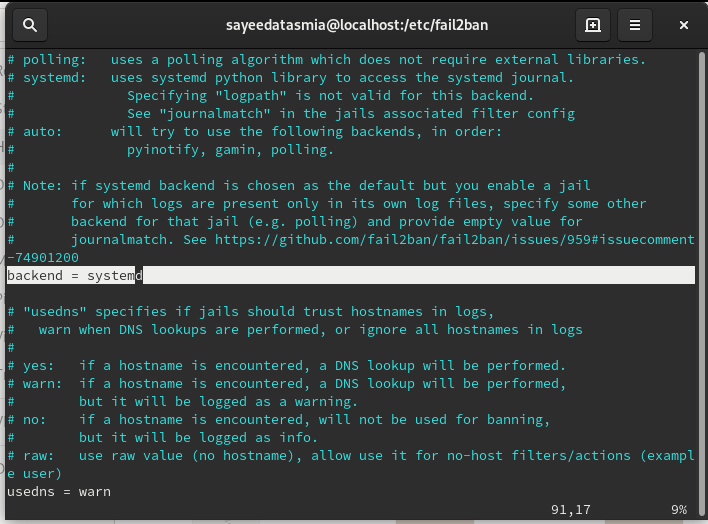 sayeedatasmia@localhost:/etc/fail2ban
# polling:   uses a polling algorithm which does not require external libraries.
# systemd:   uses systemd python library to access the systemd journal.
#              Specifying "logpath" is not valid for this backend.
#              See "journalmatch" in the jails associated filter config
# auto:      will try to use the following backends, in order:
#              pyinotify, gamin, polling.
#
# Note: if systemd backend is chosen as the default but you enable a jail
#       for which logs are present only in its own log files, specify some other
#       backend for that jail (e.g. polling) and provide empty value for
#       journalmatch. See https://github.com/fail2ban/fail2ban/issues/959#issuecomment
-74901200
backend = systemd
# "usedns" specifies if jails should trust hostnames in logs,
#   warn when DNS lookups are performed, or ignore all hostnames in logs
#
# yes:   if a hostname is encountered, a DNS lookup will be performed.
# warn:  if a hostname is encountered, a DNS lookup will be performed,
#        but it will be logged as a warning.
# no:    if a hostname is encountered, will not be used for banning,
#        but it will be logged as info.
# raw:   use raw value (no hostname), allow use it for no-host filters/actions (exampl
e user)
usedns = warn
91,17 9%